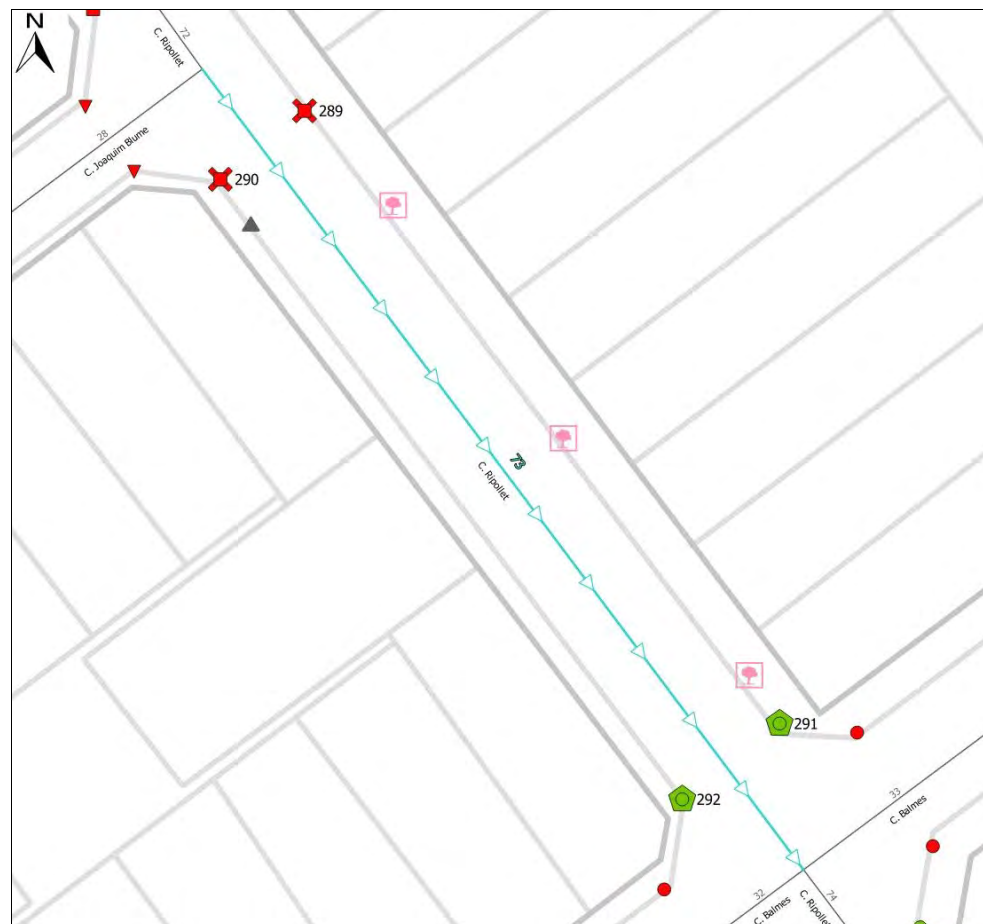 N
72
C. Ripollet
289
28
C. Joaquim Blume
290
73
C. Ripollet
291
292
33
C. Balmes
32
C. Balmes
74
C. Ripollet